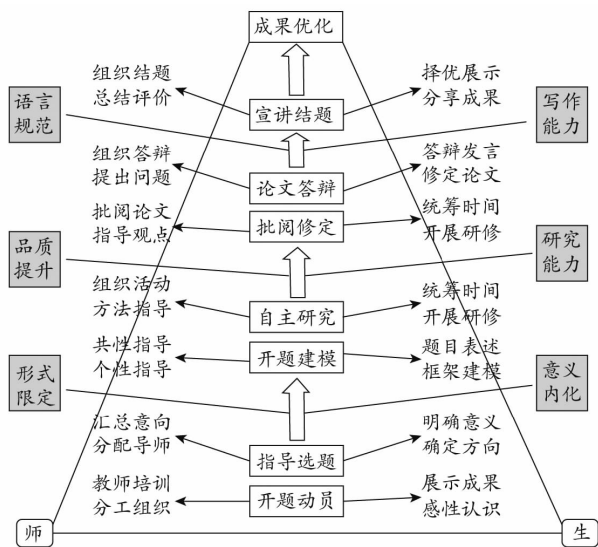 成果优化
组织结题
总结评价
择优展示
分享成果
宣讲结题
语言
规范
写作
能力
组织答辩
提出问题
答辩发言
修定论文
论文答辩
批阅论文
指导观点
统筹时间
开展研修
批阅修定
品质
提升
研究
能力
组织活动
方法指导
统筹时间
开展研修
自主研究
共性指导
个性指导
题目表述
框架建模
开题建模
形式
限定
意义
内化
汇总意向
分配导师
明确意义
确定方向
指导选题
教师培训
分工组织
展示成果
感性认识
开题动员
师
生